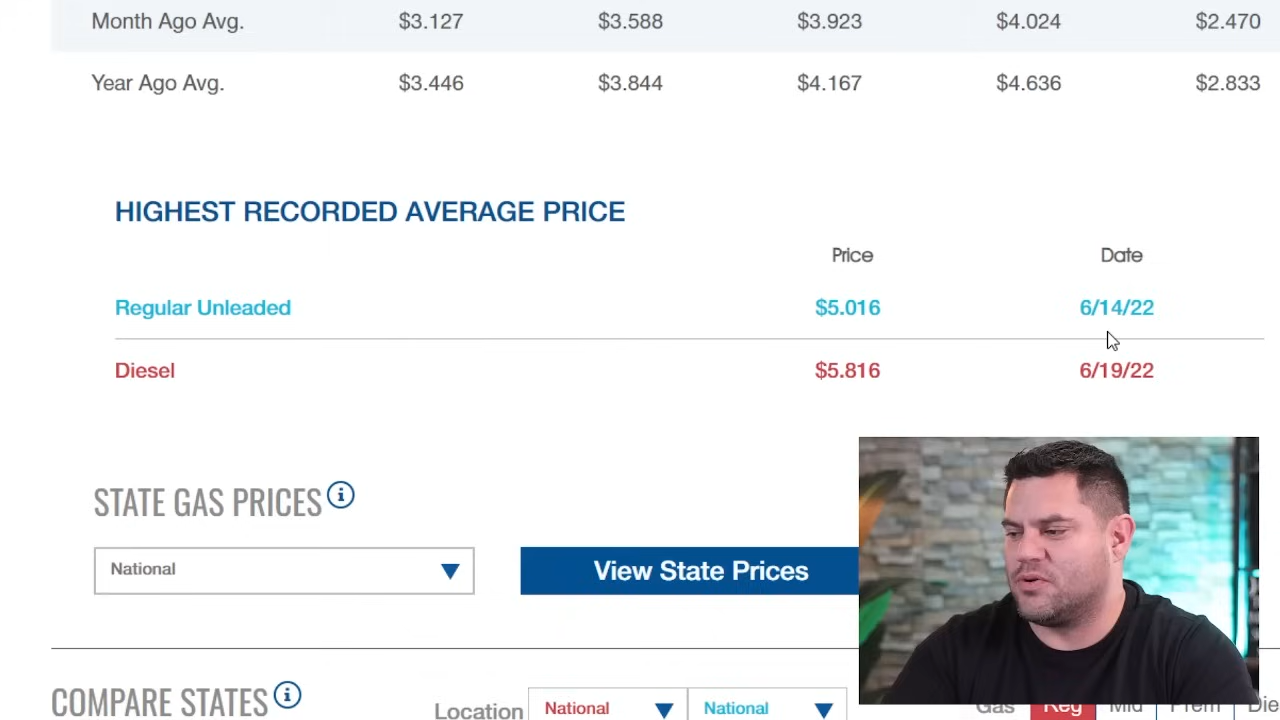 Month Ago Avg. $3.127 $3.588 $3.923 $4.024 $2.470
Year Ago Avg. $3.446 $3.844 $4.167 $4.636 $2.833
HIGHEST RECORDED AVERAGE PRICE
Price Date
Regular Unleaded $5.016 6/14/22
Diesel $5.816 6/19/22
STATE GAS PRICES
National View State Prices
COMPARE STATES Location National National Gas Reg Mid Prem Die